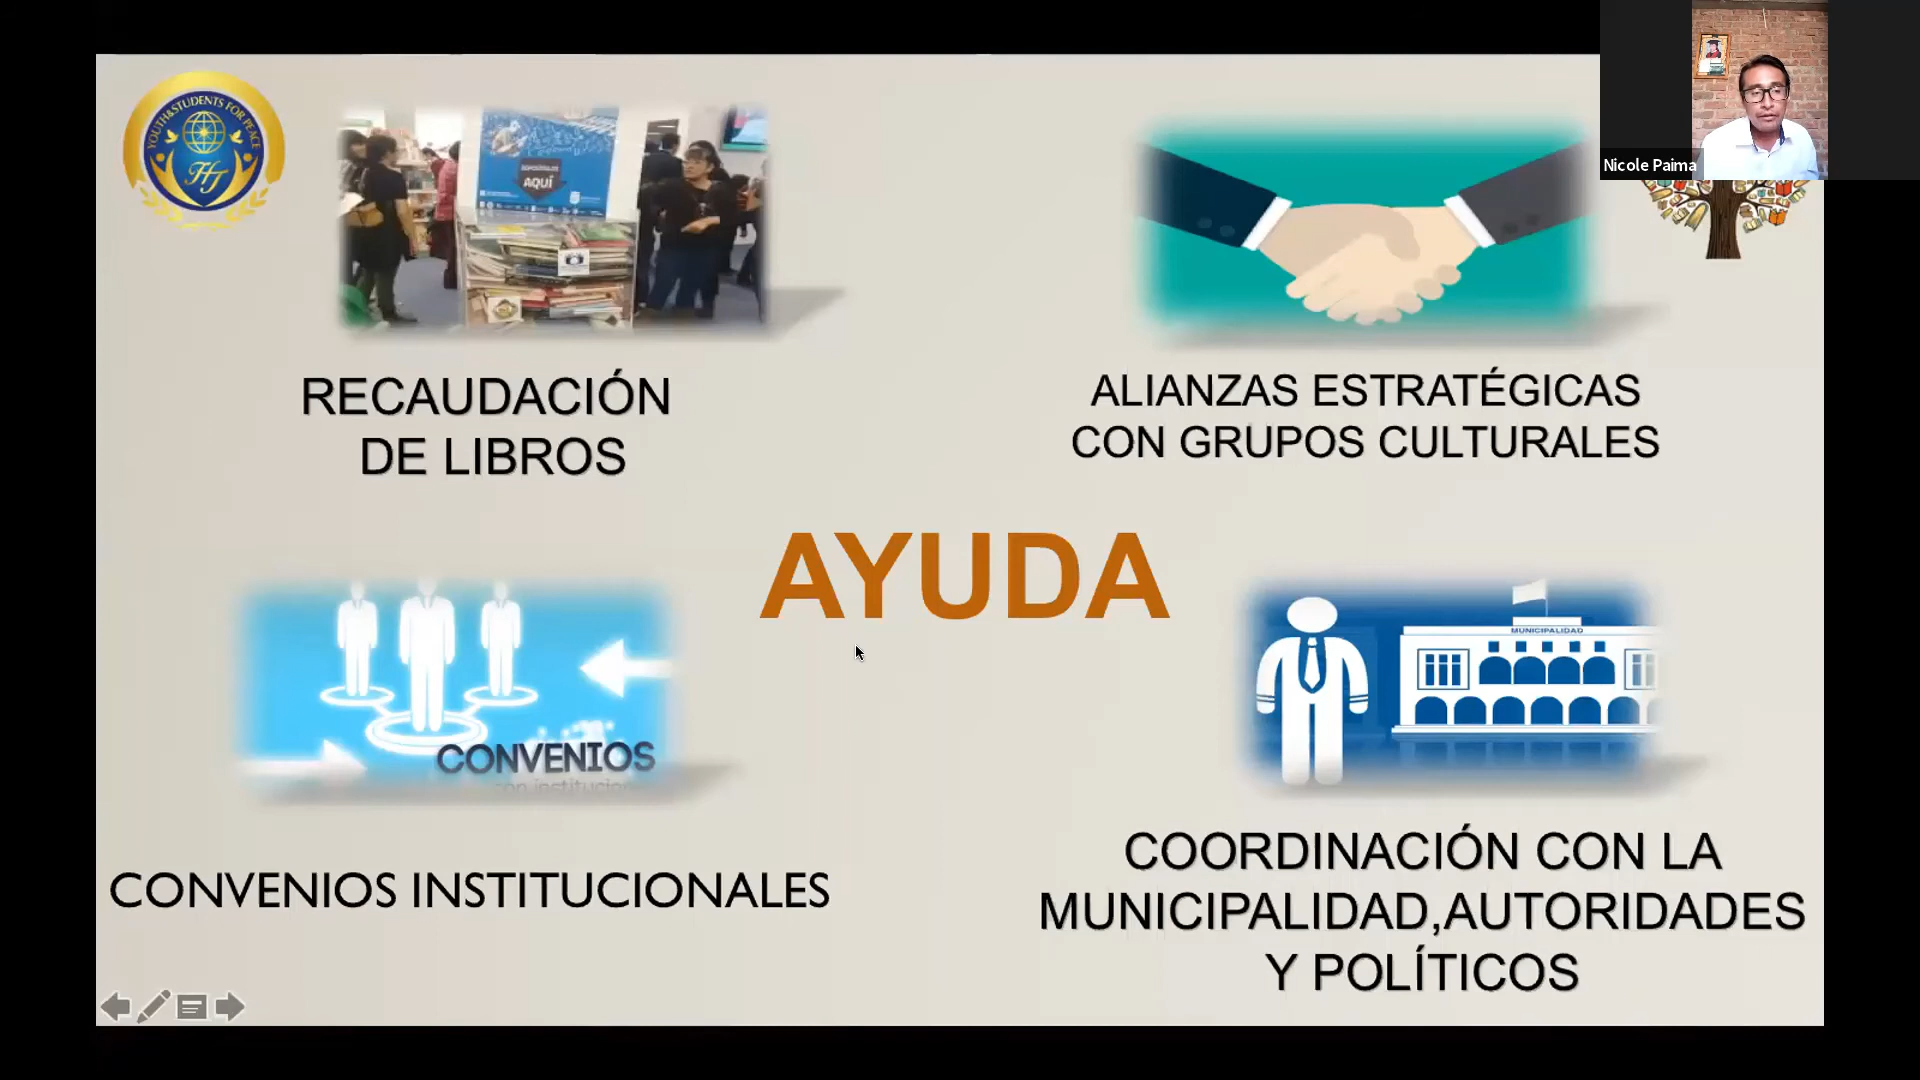 YOUTH&STUDENTS FOR PEACE
HJ
AQUÍ
Nicole Paima
RECAUDACIÓN
DE LIBROS
ALIANZAS ESTRATÉGICAS
CON GRUPOS CULTURALES
AYUDA
MUNICIPALIDAD
CONVENIOS
CONVENIOS INSTITUCIONALES
COORDINACIÓN CON LA
MUNICIPALIDAD,AUTORIDADES
Y POLÍTICOS